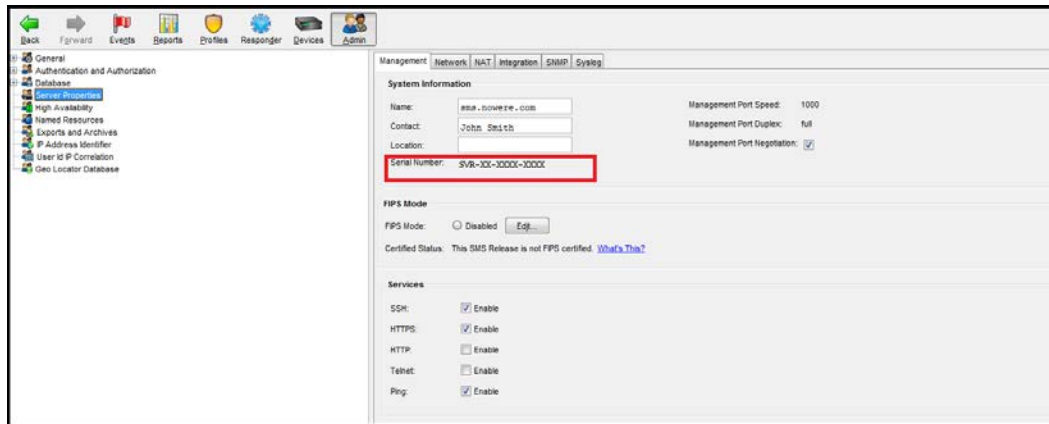 Back Forward Events Reports Profiles Responder Devices Admin
General
Authentication and Authorization
Database
Server Properties
High Availability
Named Resources
Exports and Archives
IP Address Identifier
User Id IP Correlation
Geo Locator Database
Management Network NAT Integration SNMP Syslog
System Information
Name: sms.nowere.com Management Port Speed: 1000
Contact: John Smith Management Port Duplex: full
Location: Management Port Negotiation:
Serial Number: SVR-XX-XXXX-XXXX
FIPS Mode
FIPS Mode: Disabled Edit...
Certified Status: This SMS Release is not FIPS certified. What's This?
Services
SSH: Enable
HTTPS: Enable
HTTP: Enable
Telnet: Enable
Ping: Enable